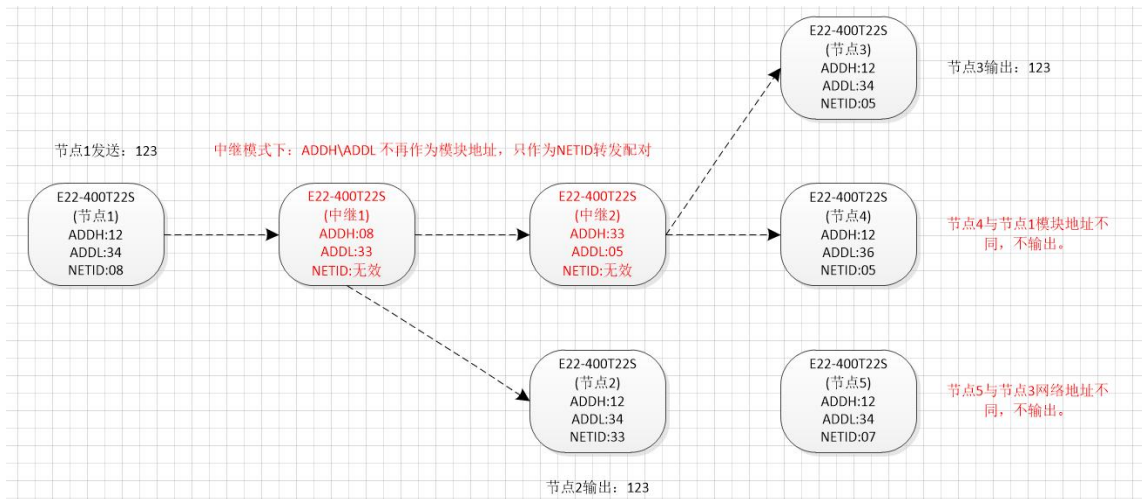 E22-400T22S
(节点3)
ADDH:12
ADDL:34
NETID:05
节点3输出：123
节点1发送：123
中继模式下：ADDH\ADDL 不再作为模块地址，只作为NETID转发配对
E22-400T22S
(节点1)
ADDH:12
ADDL:34
NETID:08
E22-400T22S
(中继1)
ADDH:08
ADDL:33
NETID:无效
E22-400T22S
(中继2)
ADDH:33
ADDL:05
NETID:无效
E22-400T22S
(节点4)
ADDH:12
ADDL:36
NETID:05
节点4与节点1模块地址不
同，不输出。
E22-400T22S
(节点2)
ADDH:12
ADDL:34
NETID:33
节点2输出：123
E22-400T22S
(节点5)
ADDH:12
ADDL:34
NETID:07
节点5与节点3网络地址不
同，不输出。